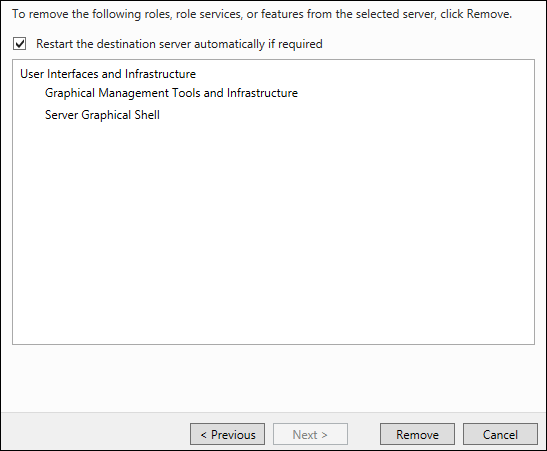 To remove the following roles, role services, or features from the selected server, click Remove.
Restart the destination server automatically if required
User Interfaces and Infrastructure
Graphical Management Tools and Infrastructure
Server Graphical Shell
< Previous
Next >
Remove
Cancel